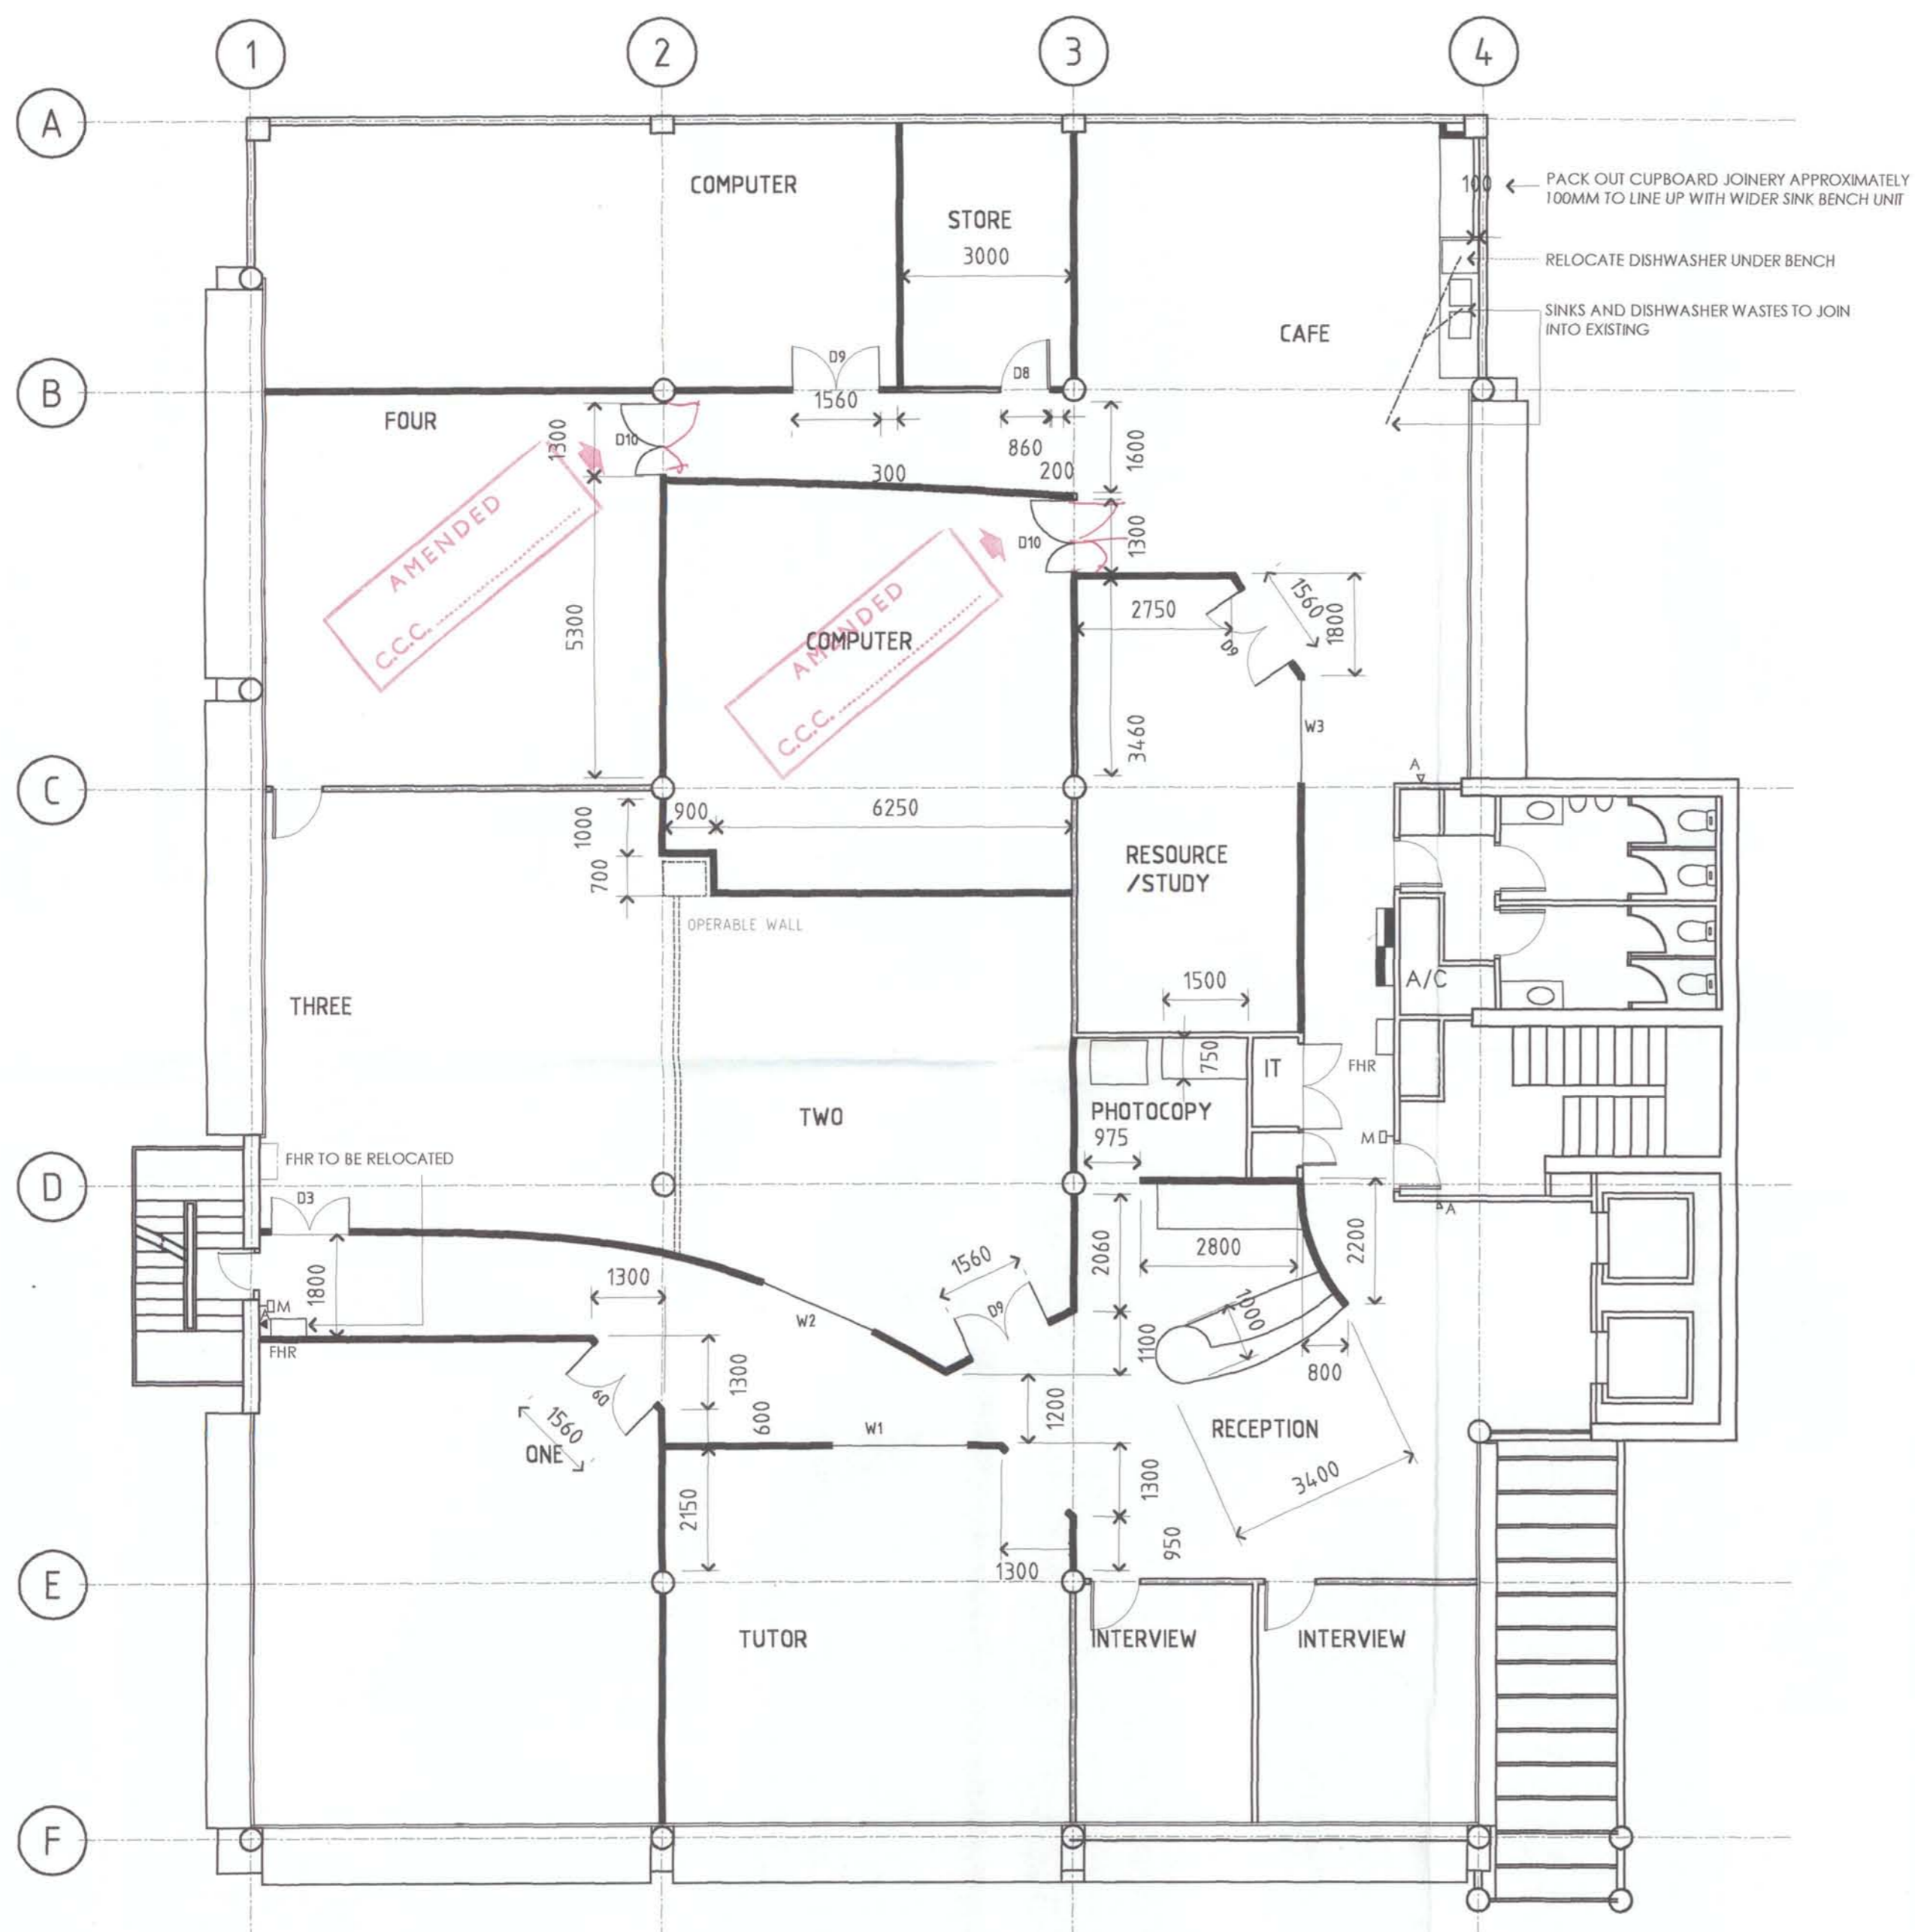 1
2
3
4
A
COMPUTER
STORE
3000
100
PACK OUT CUPBOARD JOINERY APPROXIMATELY
100MM TO LINE UP WITH WIDER SINK BENCH UNIT
RELOCATE DISHWASHER UNDER BENCH
SINKS AND DISHWASHER WASTES TO JOIN
INTO EXISTING
CAFE
B
D9
1560
D8
860
200
300
FOUR
1300
D10
1600
AMENDED
C.C.C.
5300
D10
1300
AMENDED
C.C.C.
COMPUTER
2750
1560
1800
D9
3460
W3
C
1000
900
6250
700
OPERABLE WALL
RESOURCE
/STUDY
A
A/C
THREE
1500
750
IT
FHR
TWO
PHOTOCOPY
975
M
A
FHR TO BE RELOCATED
D
D3
1800
1300
2060
2800
2200
1560
D9
W2
M
A
FHR
1000
1100
800
1300
1200
60
1560
ONE
600
W1
RECEPTION
3400
2150
1300
950
1300
E
TUTOR
INTERVIEW
INTERVIEW
F